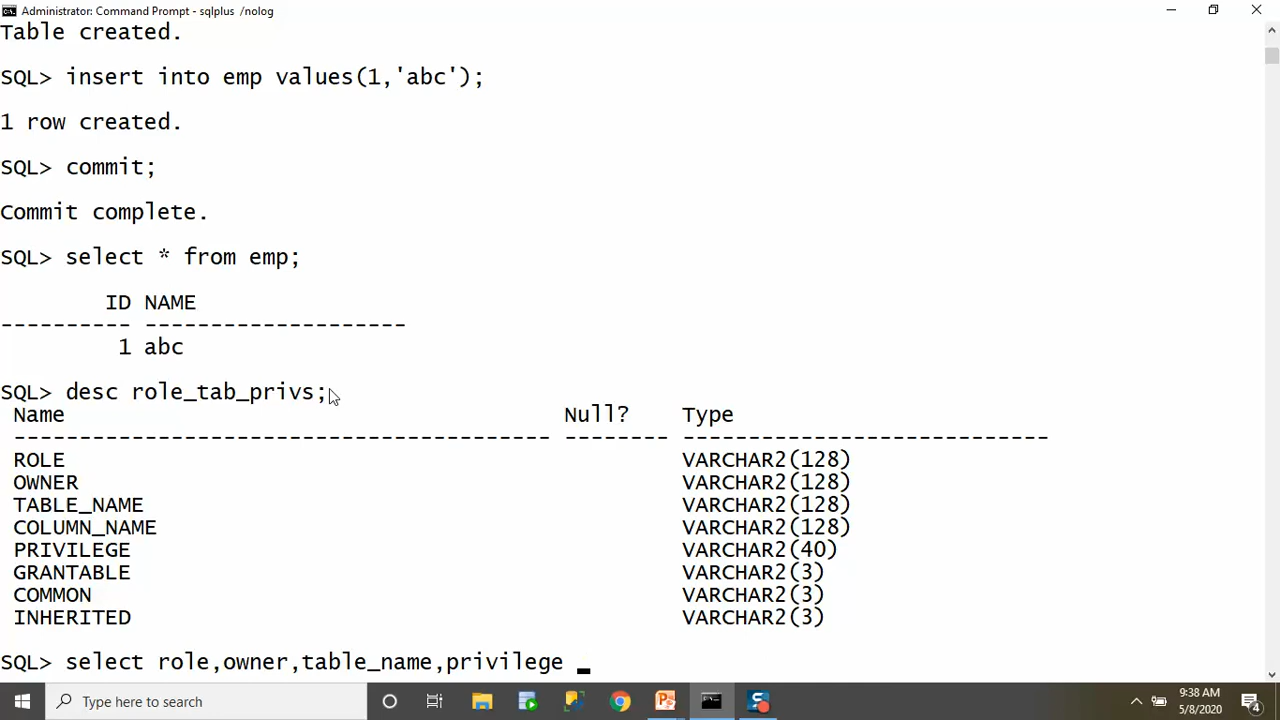 Administrator: Command Prompt - sqlplus /nolog
Table created.
SQL> insert into emp values(1,'abc');
1 row created.
SQL> commit;
Commit complete.
SQL> select * from emp;
        ID NAME
---------- --------------------
         1 abc
SQL> desc role_tab_privs;
 Name                                      Null?    Type
 ----------------------------------------- -------- ----------------------------
 ROLE                                               VARCHAR2(128)
 OWNER                                              VARCHAR2(128)
 TABLE_NAME                                         VARCHAR2(128)
 COLUMN_NAME                                        VARCHAR2(128)
 PRIVILEGE                                          VARCHAR2(40)
 GRANTABLE                                          VARCHAR2(3)
 COMMON                                             VARCHAR2(3)
 INHERITED                                          VARCHAR2(3)
SQL> select role,owner,table_name,privilege _
Type here to search
9:38 AM
5/8/2020
4